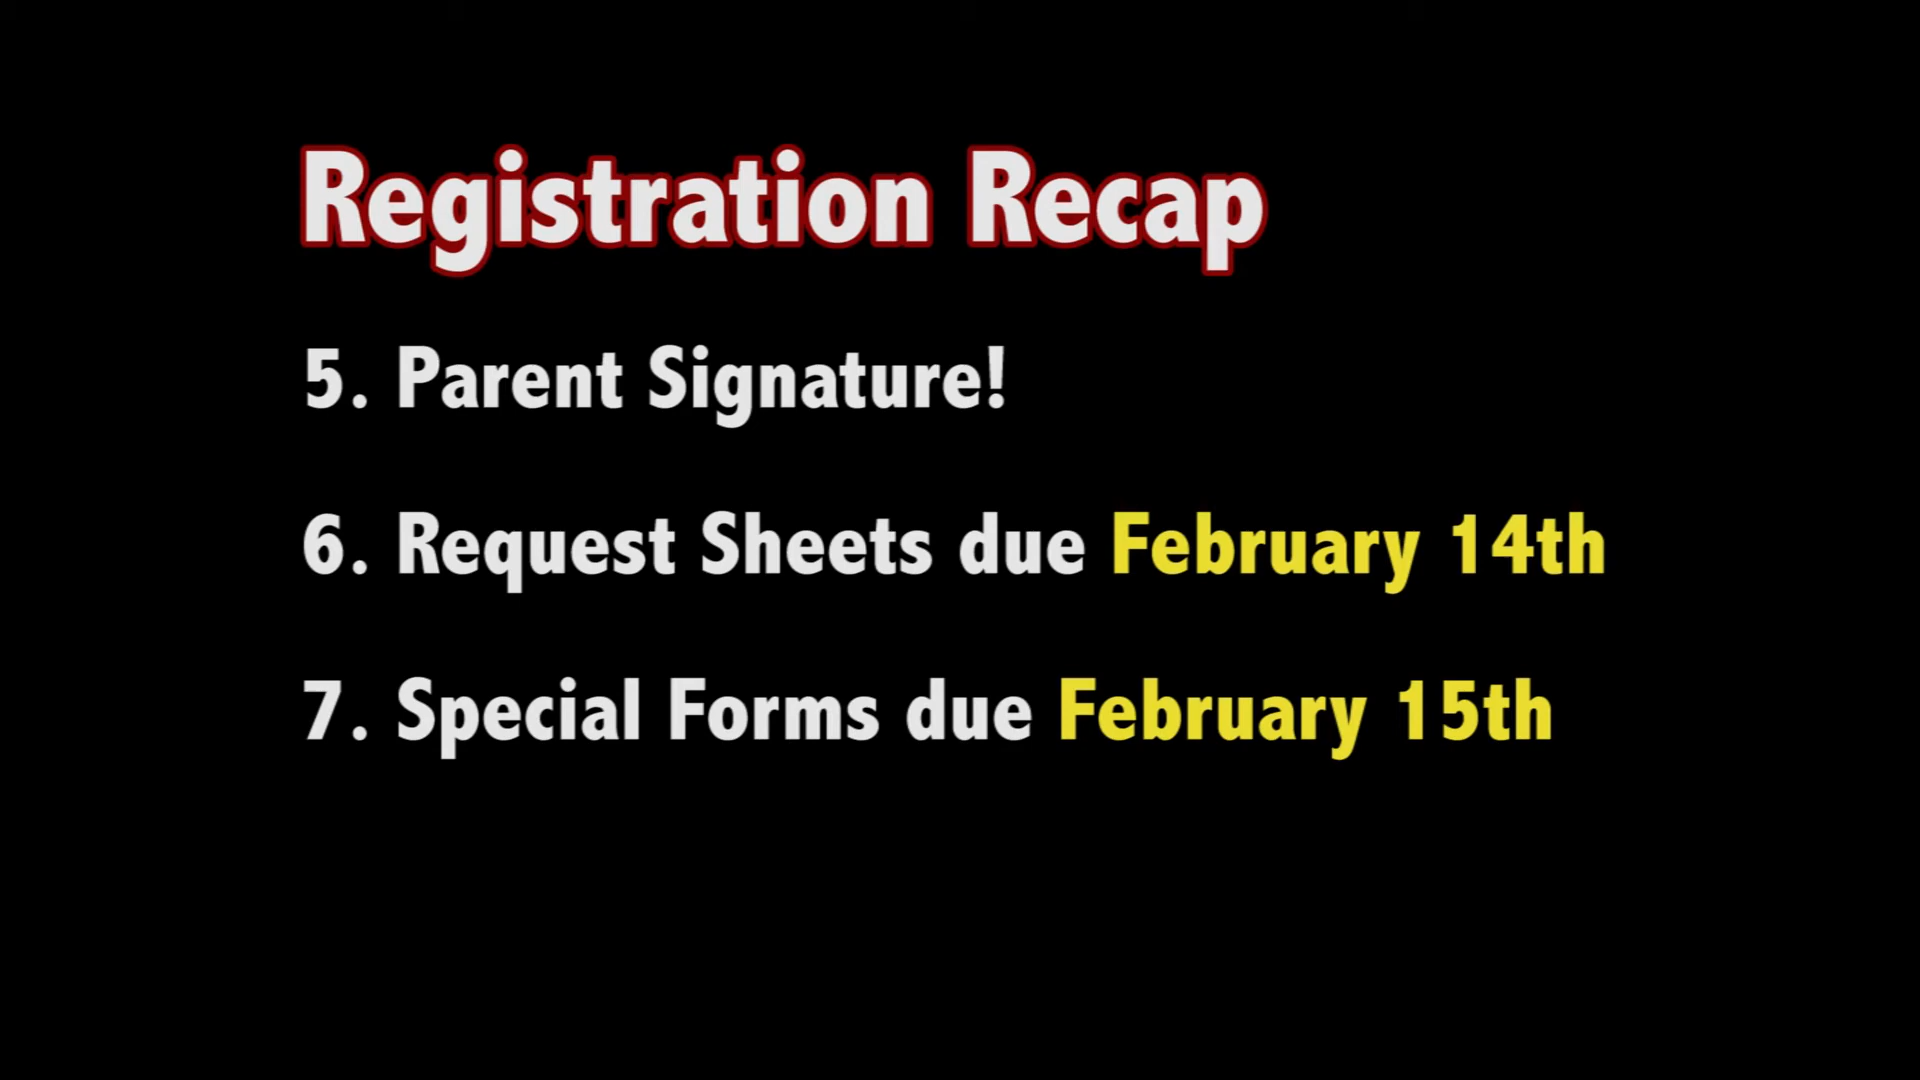 Registration Recap
5. Parent Signature!
6. Request Sheets due February 14th
7. Special Forms due February 15th